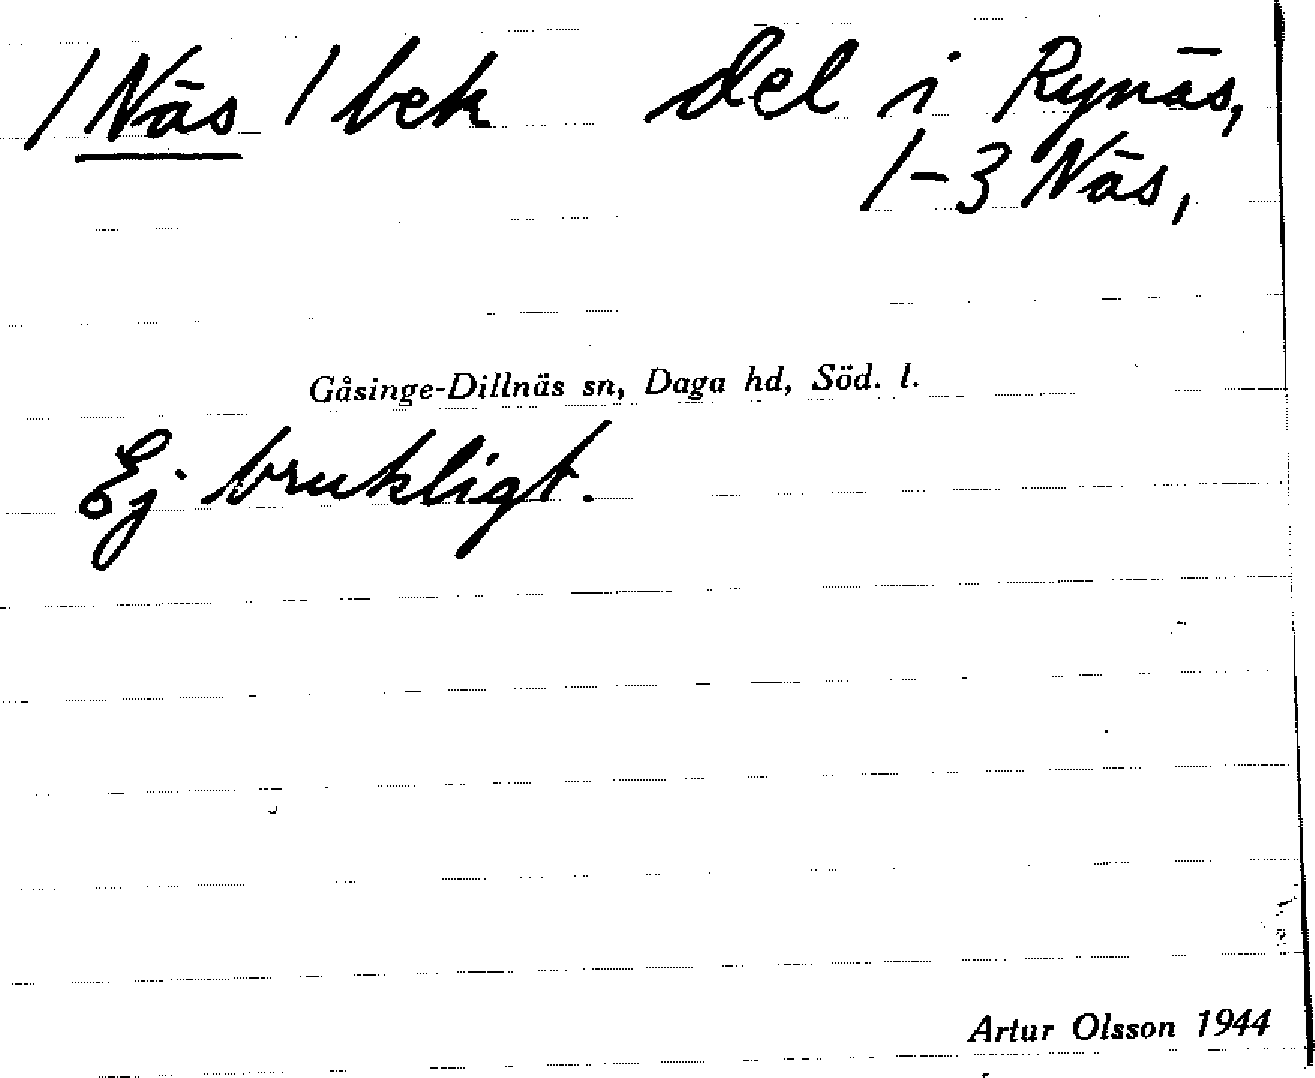 1 Näs 1 bek del i Rynäs,
1-3 Näs,
Gåsinge-Dillnäs sn, Daga hd, Söd. l.
Ej brukligt.
Artur Olsson 1944